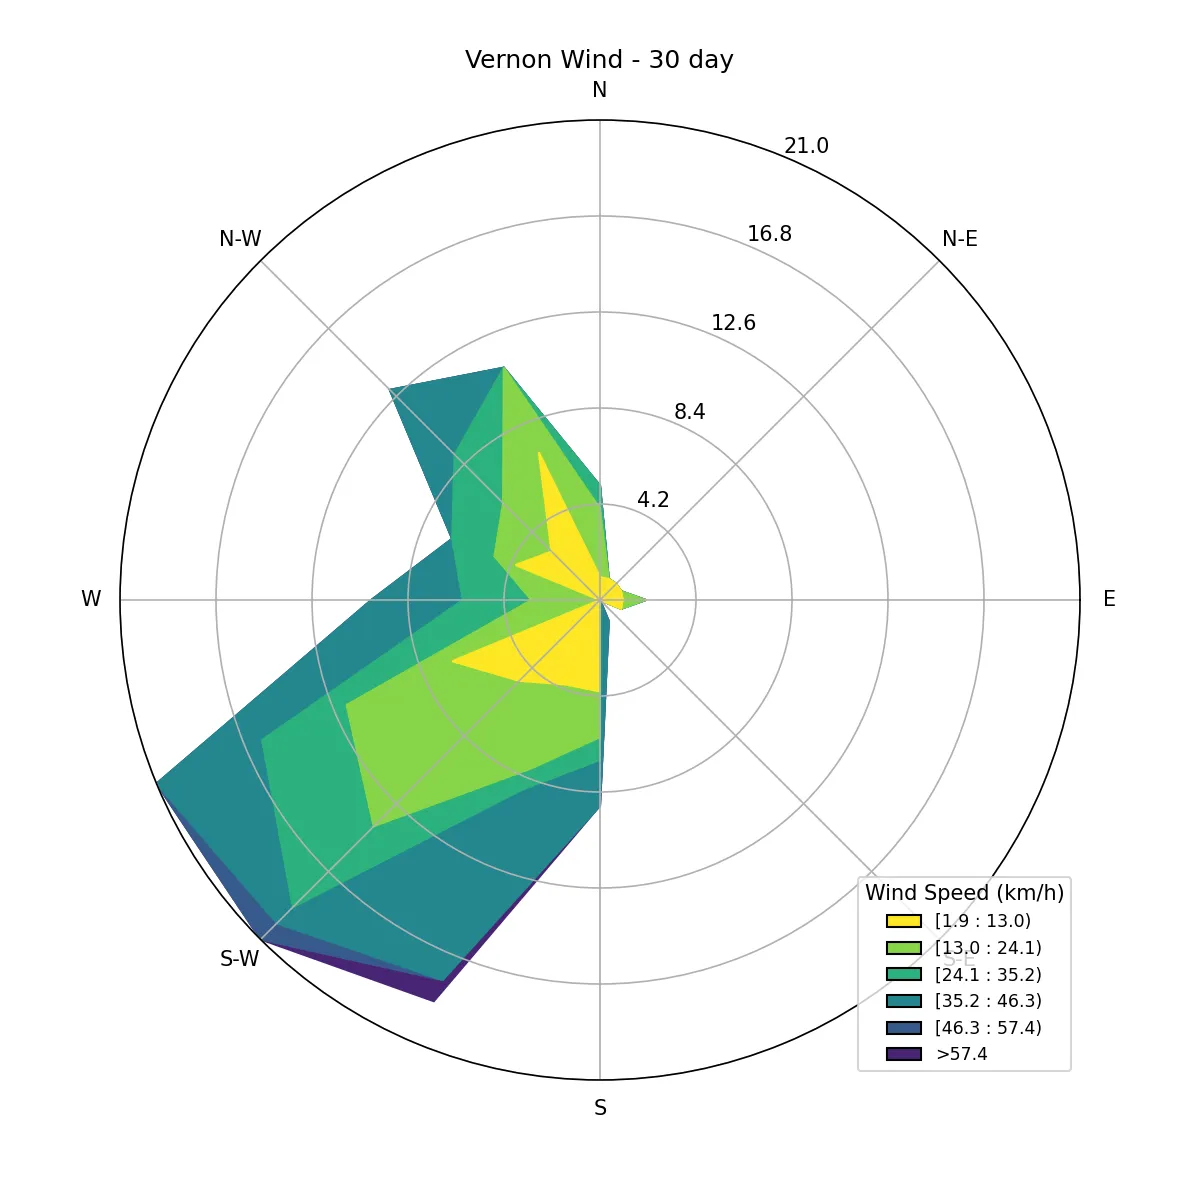 Vernon Wind - 30 day
N
21.0
16.8
N-W
N-E
12.6
8.4
4.2
W
E
S-W
S-E
Wind Speed (km/h)
[1.9 : 13.0)
[13.0 : 24.1)
[24.1 : 35.2)
[35.2 : 46.3)
[46.3 : 57.4)
>57.4
S